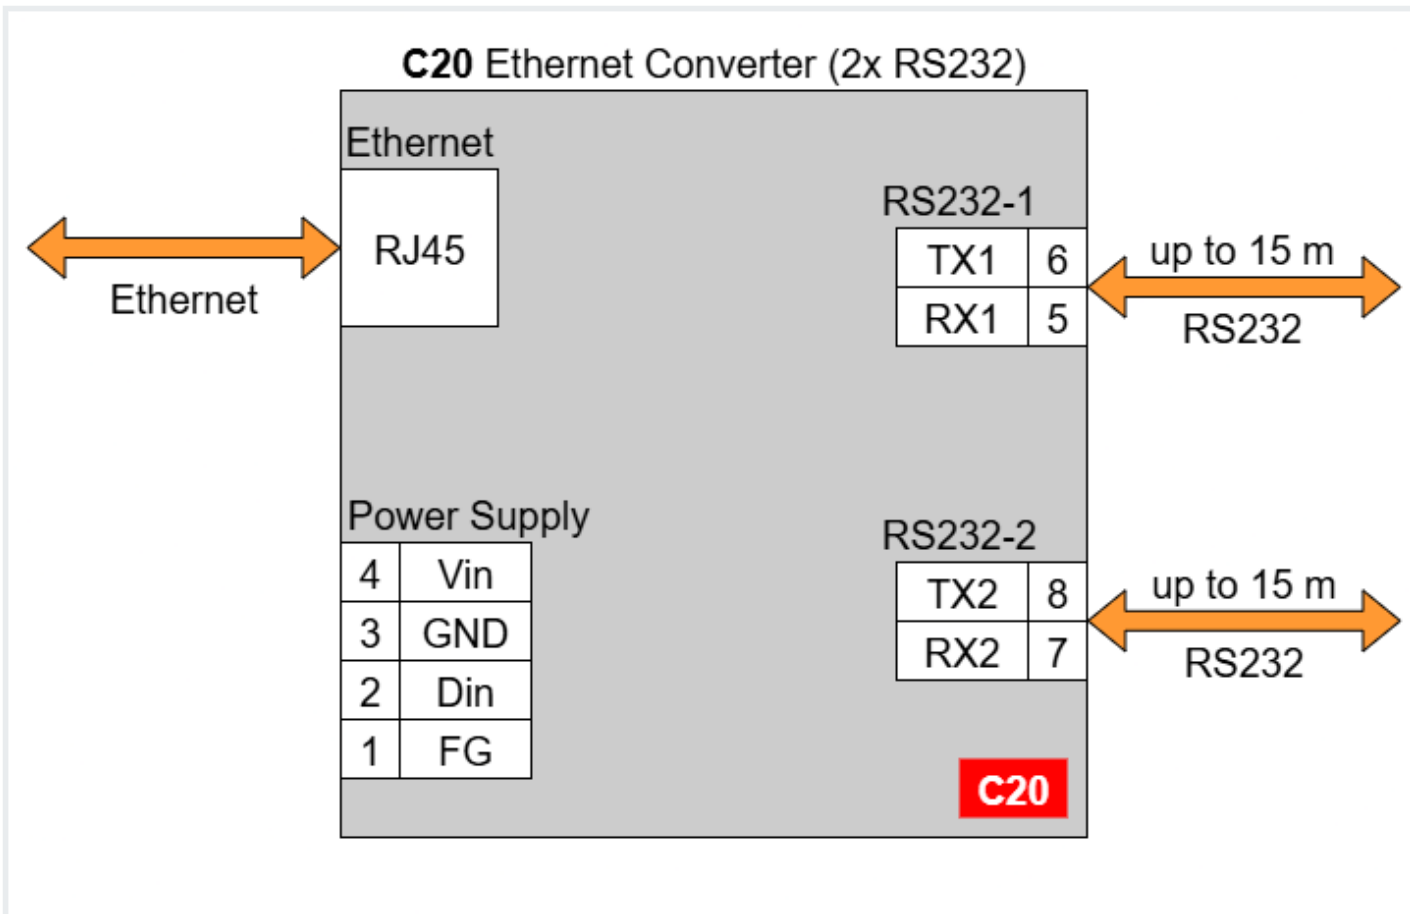 C20 Ethernet Converter (2x RS232)
Ethernet
RJ45
Ethernet
RS232-1
TX1 6
RX1 5
up to 15 m
RS232
Power Supply
4 Vin
3 GND
2 Din
1 FG
RS232-2
TX2 8
RX2 7
up to 15 m
RS232
C20